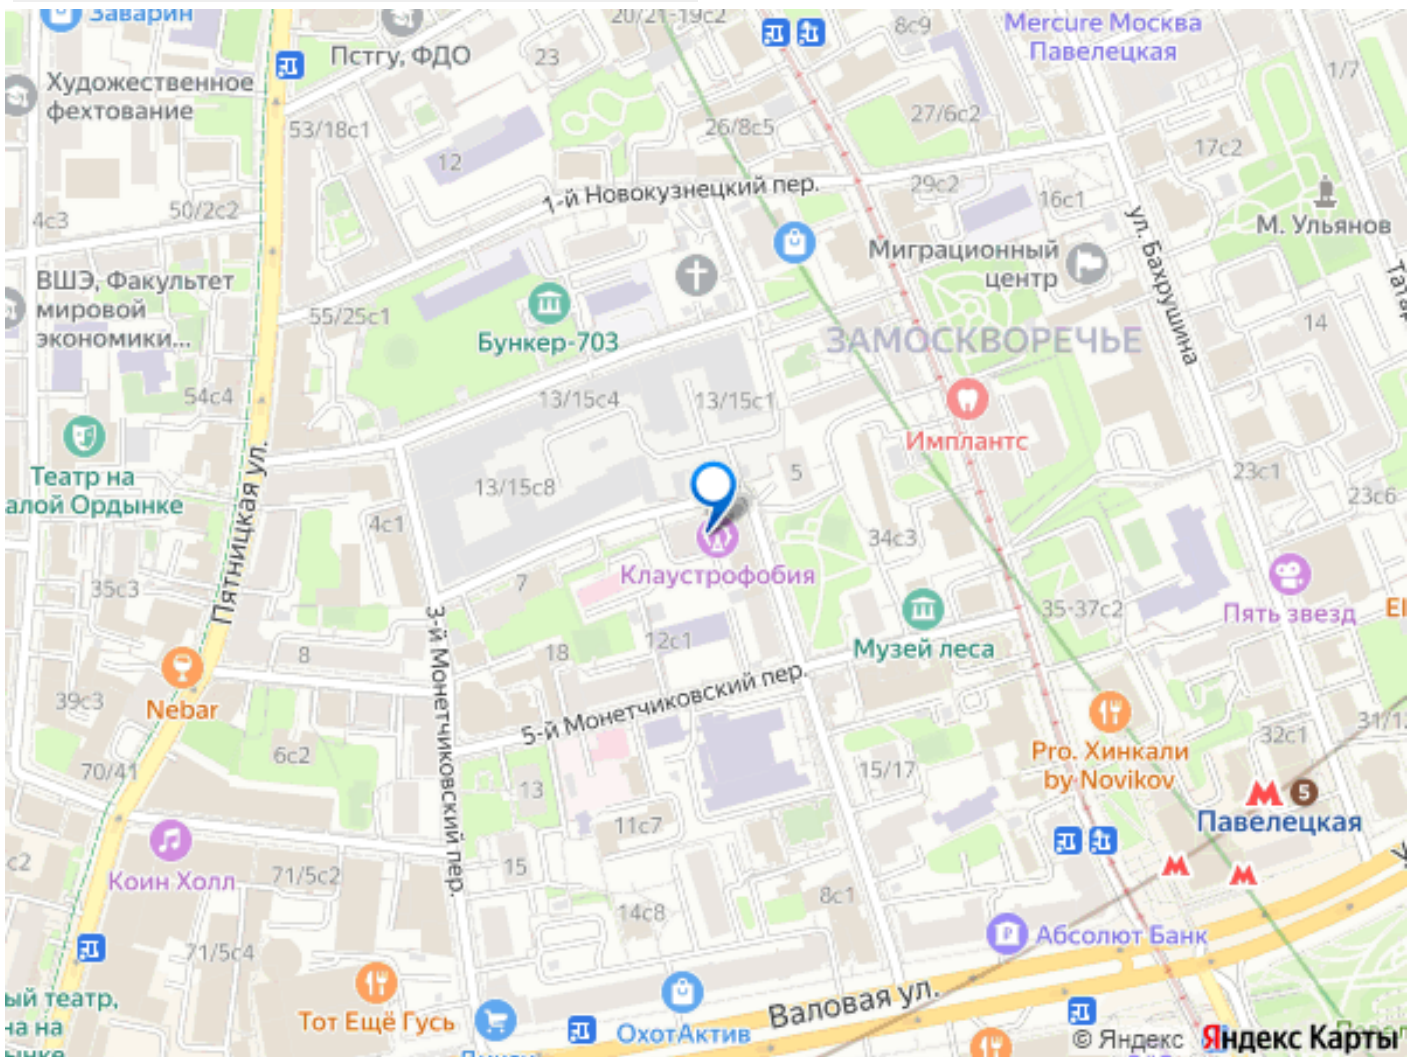 Заварин
Пстгу, ФДО
20/21-19с2
8с9
Mercure Москва
Павелецкая
23
1/7
Художественное
фехтование
53/18с1
12
26/8с5
27/6с2
17с2
1-й Новокузнецкий пер.
29с2
16с1
4с3
50/2с2
ул. Бахрушина
М. Ульянов
Миграционный
центр
ВШЭ, Факультет
мировой
экономики...
55/25с1
Бункер-703
ЗАМОСКВОРЕЧЬЕ
14
54с4
13/15с4
13/15с1
Имплантс
Театр на
алой Ордынке
Пятницкая ул.
13/15с8
5
23с1
23с6
4с1
34с3
Клаустрофобия
35с3
7
3-й Монетчиковский пер.
35-37с2
Пять звезд
El
Музей леса
12с1
18
8
5-й Монетчиковский пер.
39с3
Nebar
6с2
70/41
13
15/17
Pro. Хинкали
by Novikov
32с1
5
Павелецкая
11с7
с2
Коин Холл
71/5с2
15
8с1
14с8
Абсолют Банк
71/5с4
ый театр,
на на
Тот Ещё Гусь
ОхотАктив
Валовая ул.
© Яндекс Яндекс Карты